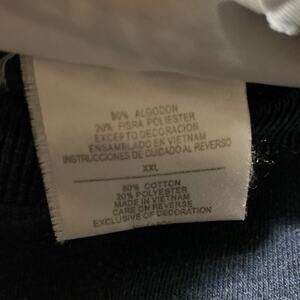 80% ALGODON
20% FIBRA POLIESTER
EXCEPTO DECORACION
ENSAMBLADO EN VIETNAM
INSTRUCCIONES DE CUIDADO AL REVERSO
XXL
80% COTTON
20% POLYESTER
MADE IN VIETNAM
CARE ON REVERSE
EXCLUSIVE OF DECORATION